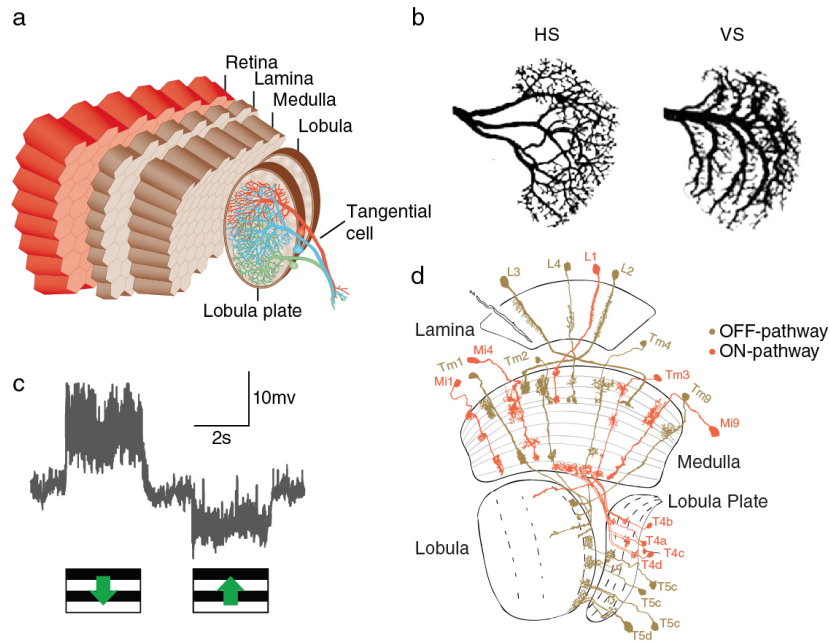 a
Retina
Lamina
Medulla
Lobula
Tangential
cell
Lobula plate
b
HS
VS
c
10mv
2s
d
L3
L4
L1
L2
Lamina
OFF-pathway
ON-pathway
Mi4
Tm2
Tm4
Tm1
Mi1
Tm3
Tm9
Mi9
Medulla
Lobula Plate
Lobula
T4b
T4a
T4c
T4d
T5c
T5c
T5c
T5d